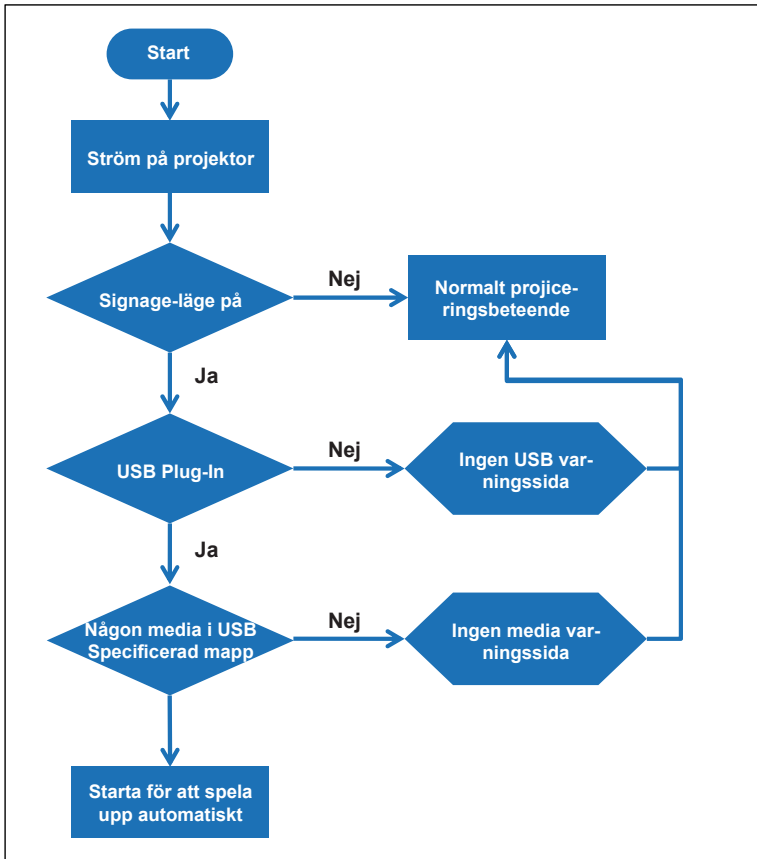 Start
Ström på projektor
Signage-läge på
Nej
Normalt projice-
ringsbeteende
Ja
USB Plug-In
Nej
Ingen USB var-
ningssida
Ja
Någon media i USB
Specificerad mapp
Nej
Ingen media var-
ningssida
Starta för att spela
upp automatiskt